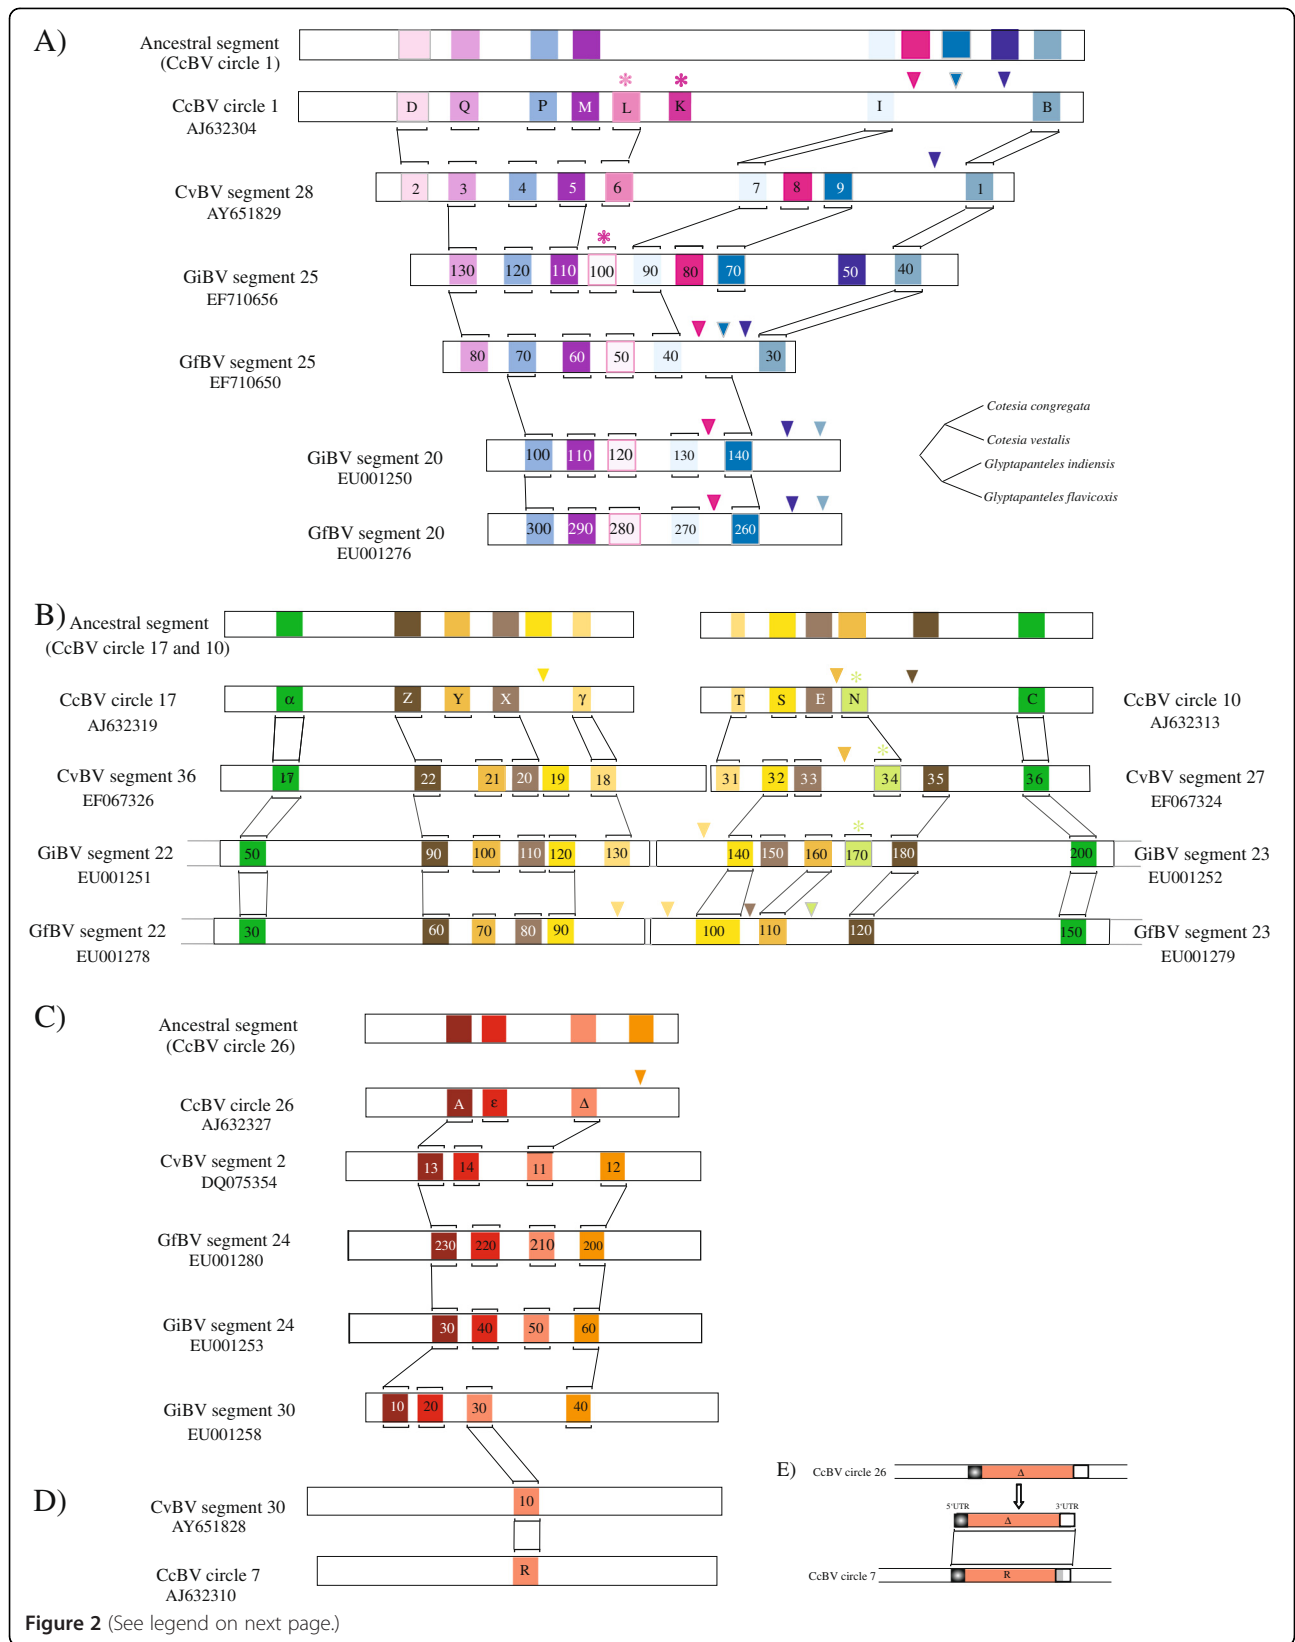 A)
Ancestral segment
(CcBV circle 1)
CcBV circle 1
AJ632304
D Q P M L K I B
CvBV segment 28
AY651829
2 3 4 5 6 7 8 9 1
GiBV segment 25
EF710656
130 120 110 100 90 80 70 50 40
GfBV segment 25
EF710650
80 70 60 50 40 30
GiBV segment 20
EU001250
100 110 120 130 140
GfBV segment 20
EU001276
300 290 280 270 260
Cotesia congregata
Cotesia vestalis
Glyptapanteles indiensis
Glyptapanteles flavicoxis
B)
Ancestral segment
(CcBV circle 17 and 10)
CcBV circle 17
AJ632319
α Z Y X γ
T S E N C
CcBV circle 10
AJ632313
CvBV segment 36
EF067326
17 22 21 20 19 18
31 32 33 34 35 36
CvBV segment 27
EF067324
GiBV segment 22
EU001251
50 90 100 110 120 130
140 150 160 170 180 200
GiBV segment 23
EU001252
GfBV segment 22
EU001278
30 60 70 80 90
100 110 120 150
GfBV segment 23
EU001279
C)
Ancestral segment
(CcBV circle 26)
CcBV circle 26
AJ632327
A ε Δ
CvBV segment 2
DQ075354
13 14 11 12
GfBV segment 24
EU001280
230 220 210 200
GiBV segment 24
EU001253
30 40 50 60
GiBV segment 30
EU001258
10 20 30 40
D)
CvBV segment 30
AY651828
10
CcBV circle 7
AJ632310
R
E)
CcBV circle 26
Δ
5'UTR 3'UTR
Δ
CcBV circle 7
R
Figure 2 (See legend on next page.)